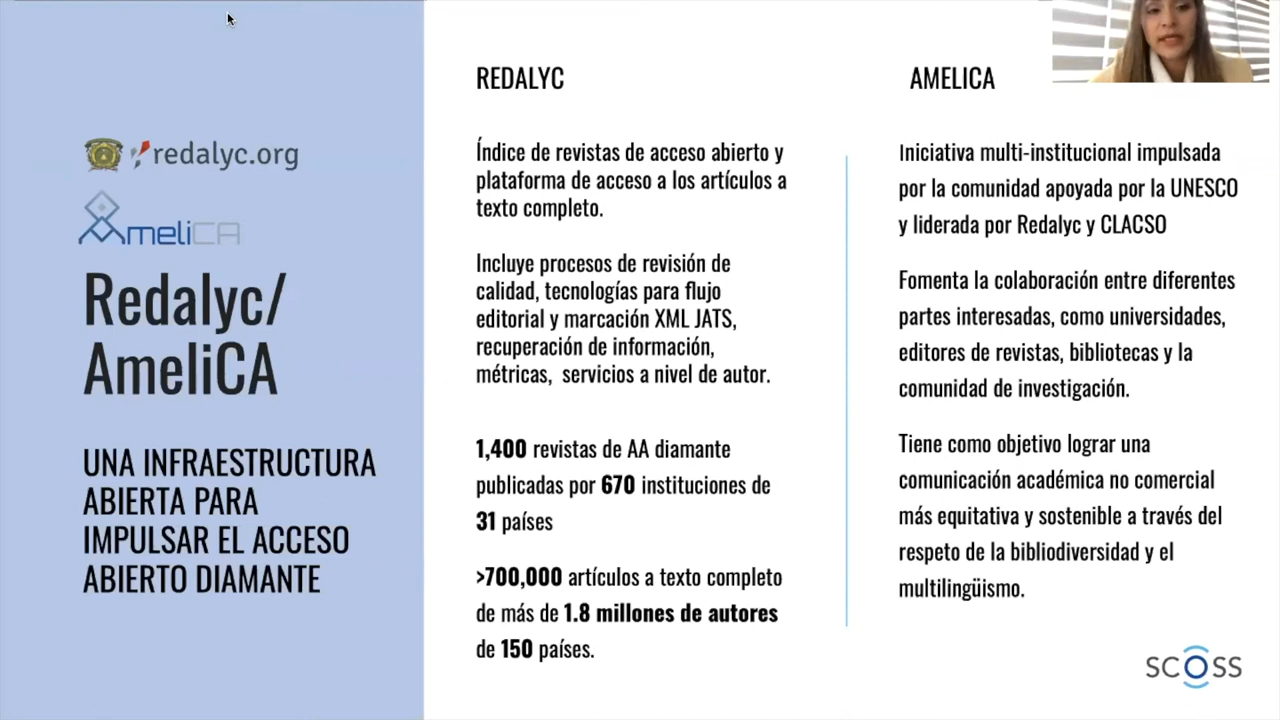 redalyc.org
AmeliCA
Redalyc/
AmeliCA
UNA INFRAESTRUCTURA
ABIERTA PARA
IMPULSAR EL ACCESO
ABIERTO DIAMANTE
REDALYC
Índice de revistas de acceso abierto y
plataforma de acceso a los artículos a
texto completo.
Incluye procesos de revisión de
calidad, tecnologías para flujo
editorial y marcación XML JATS,
recuperación de información,
métricas, servicios a nivel de autor.
1,400 revistas de AA diamante
publicadas por 670 instituciones de
31 países
>700,000 artículos a texto completo
de más de 1.8 millones de autores
de 150 países.
AMELICA
Iniciativa multi-institucional impulsada
por la comunidad apoyada por la UNESCO
y liderada por Redalyc y CLACSO
Fomenta la colaboración entre diferentes
partes interesadas, como universidades,
editores de revistas, bibliotecas y la
comunidad de investigación.
Tiene como objetivo lograr una
comunicación académica no comercial
más equitativa y sostenible a través del
respeto de la bibliodiversidad y el
multilingüismo.
SCOSS